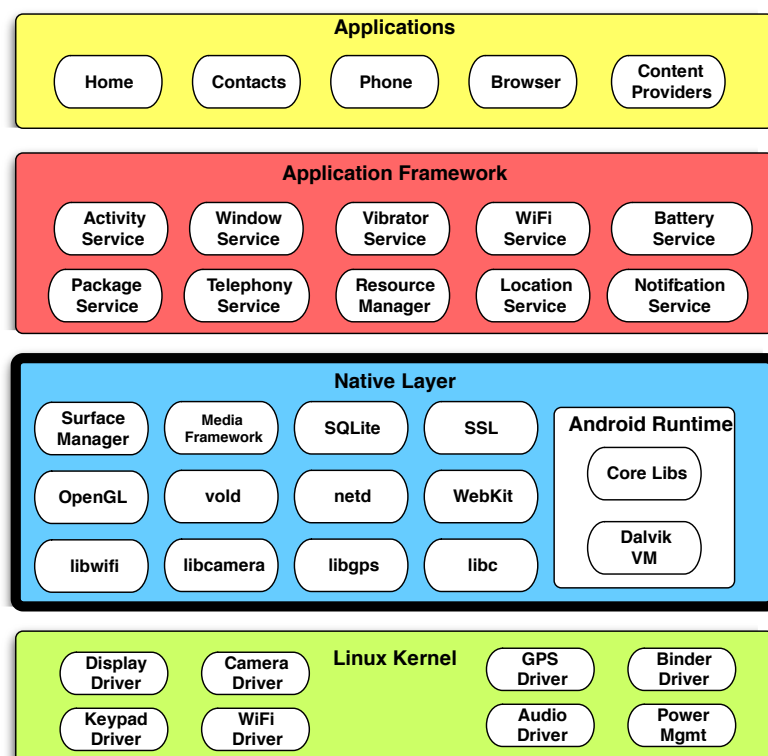 Applications
Home
Contacts
Phone
Browser
Content
Providers
Application Framework
Activity
Service
Window
Service
Vibrator
Service
WiFi
Service
Battery
Service
Package
Service
Telephony
Service
Resource
Manager
Location
Service
Notification
Service
Native Layer
Surface
Manager
Media
Framework
SQLite
SSL
OpenGL
vold
netd
WebKit
libwifi
libcamera
libgps
libc
Android Runtime
Core Libs
Dalvik
VM
Linux Kernel
Display
Driver
Camera
Driver
GPS
Driver
Binder
Driver
Keypad
Driver
WiFi
Driver
Audio
Driver
Power
Mgmt